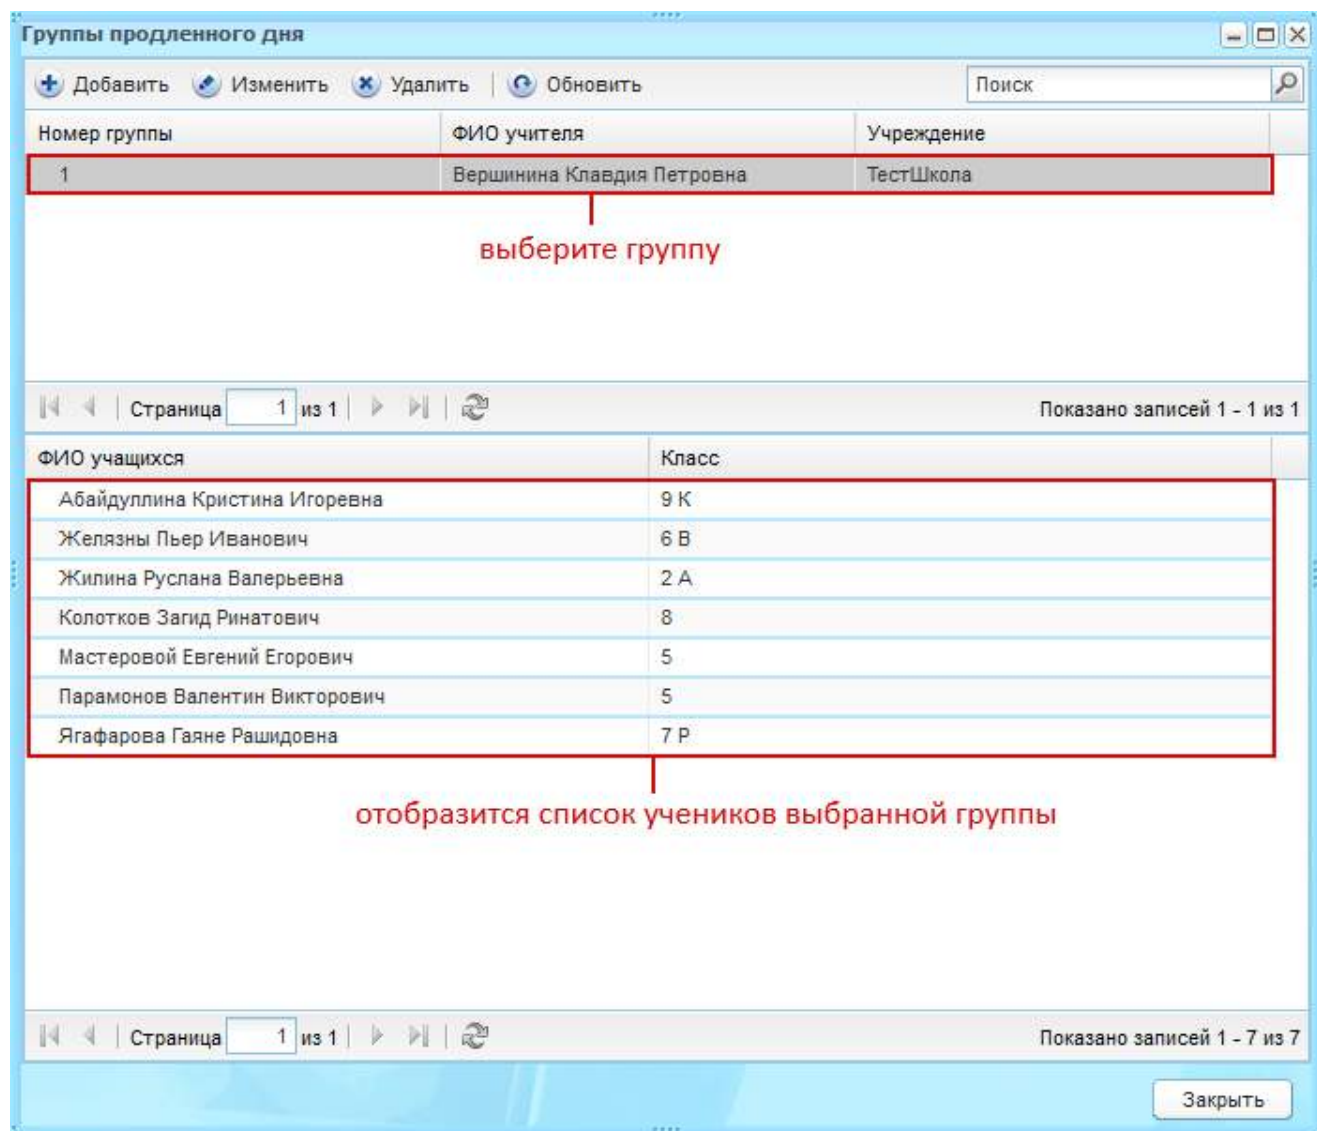 Группы продленного дня
Добавить Изменить Удалить Обновить Поиск
Номер группы ФИО учителя Учреждение
1 Вершинина Клавдия Петровна ТестШкола
выберите группу
Страница 1 из 1 Показано записей 1 - 1 из 1
ФИО учащихся Класс
Абайдуллина Кристина Игоревна 9 К
Желязны Пьер Иванович 6 В
Жилина Руслана Валерьевна 2 А
Колотков Загид Ринатович 8
Мастеровой Евгений Егорович 5
Парамонов Валентин Викторович 5
Ягафарова Гаяне Рашидовна 7 Р
отобразится список учеников выбранной группы
Страница 1 из 1 Показано записей 1 - 7 из 7
Закрыть